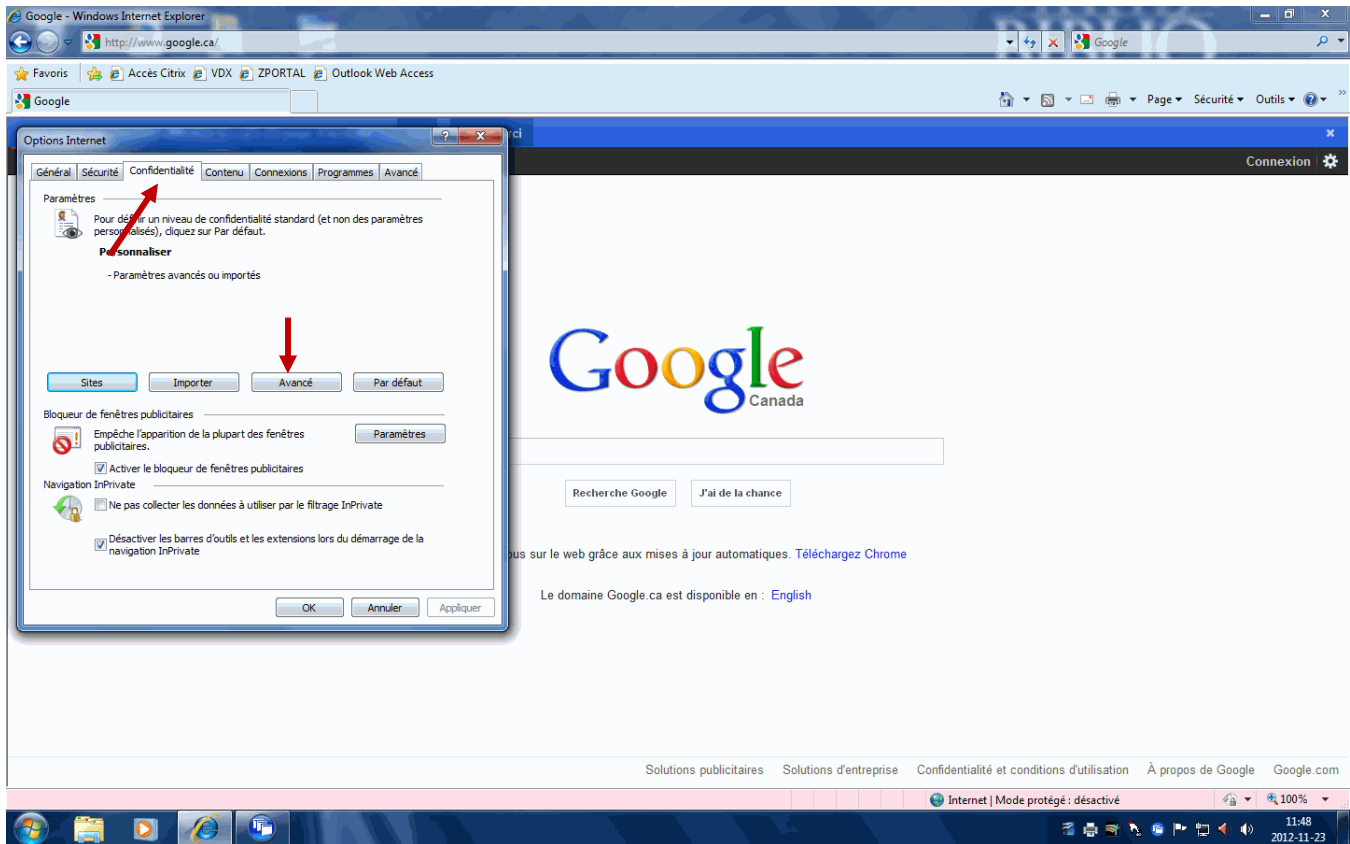 Google - Windows Internet Explorer
http://www.google.ca/
Google
Favoris Accès Citrix VDX ZPORTAL Outlook Web Access
Google
Page Sécurité Outils
Options Internet
Connexion
Général Sécurité Confidentialité Contenu Connexions Programmes Avancé
Paramètres
Pour définir un niveau de confidentialité standard (et non des paramètres
personnalisés), cliquez sur Par défaut.
Personnaliser
- Paramètres avancés ou importés
Sites Importer Avancé Par défaut
Bloqueur de fenêtres publicitaires
Empêche l'apparition de la plupart des fenêtres
publicitaires.
Paramètres
Activer le bloqueur de fenêtres publicitaires
Navigation InPrivate
Ne pas collecter les données à utiliser par le filtrage InPrivate
Désactiver les barres d'outils et les extensions lors du démarrage de la
navigation InPrivate
OK Annuler Appliquer
Google
Canada
Recherche Google J'ai de la chance
sur le web grâce aux mises à jour automatiques. Téléchargez Chrome
Le domaine Google.ca est disponible en : English
Solutions publicitaires Solutions d'entreprise Confidentialité et conditions d'utilisation À propos de Google Google.com
Internet | Mode protégé : désactivé
100%
11:48
2012-11-23